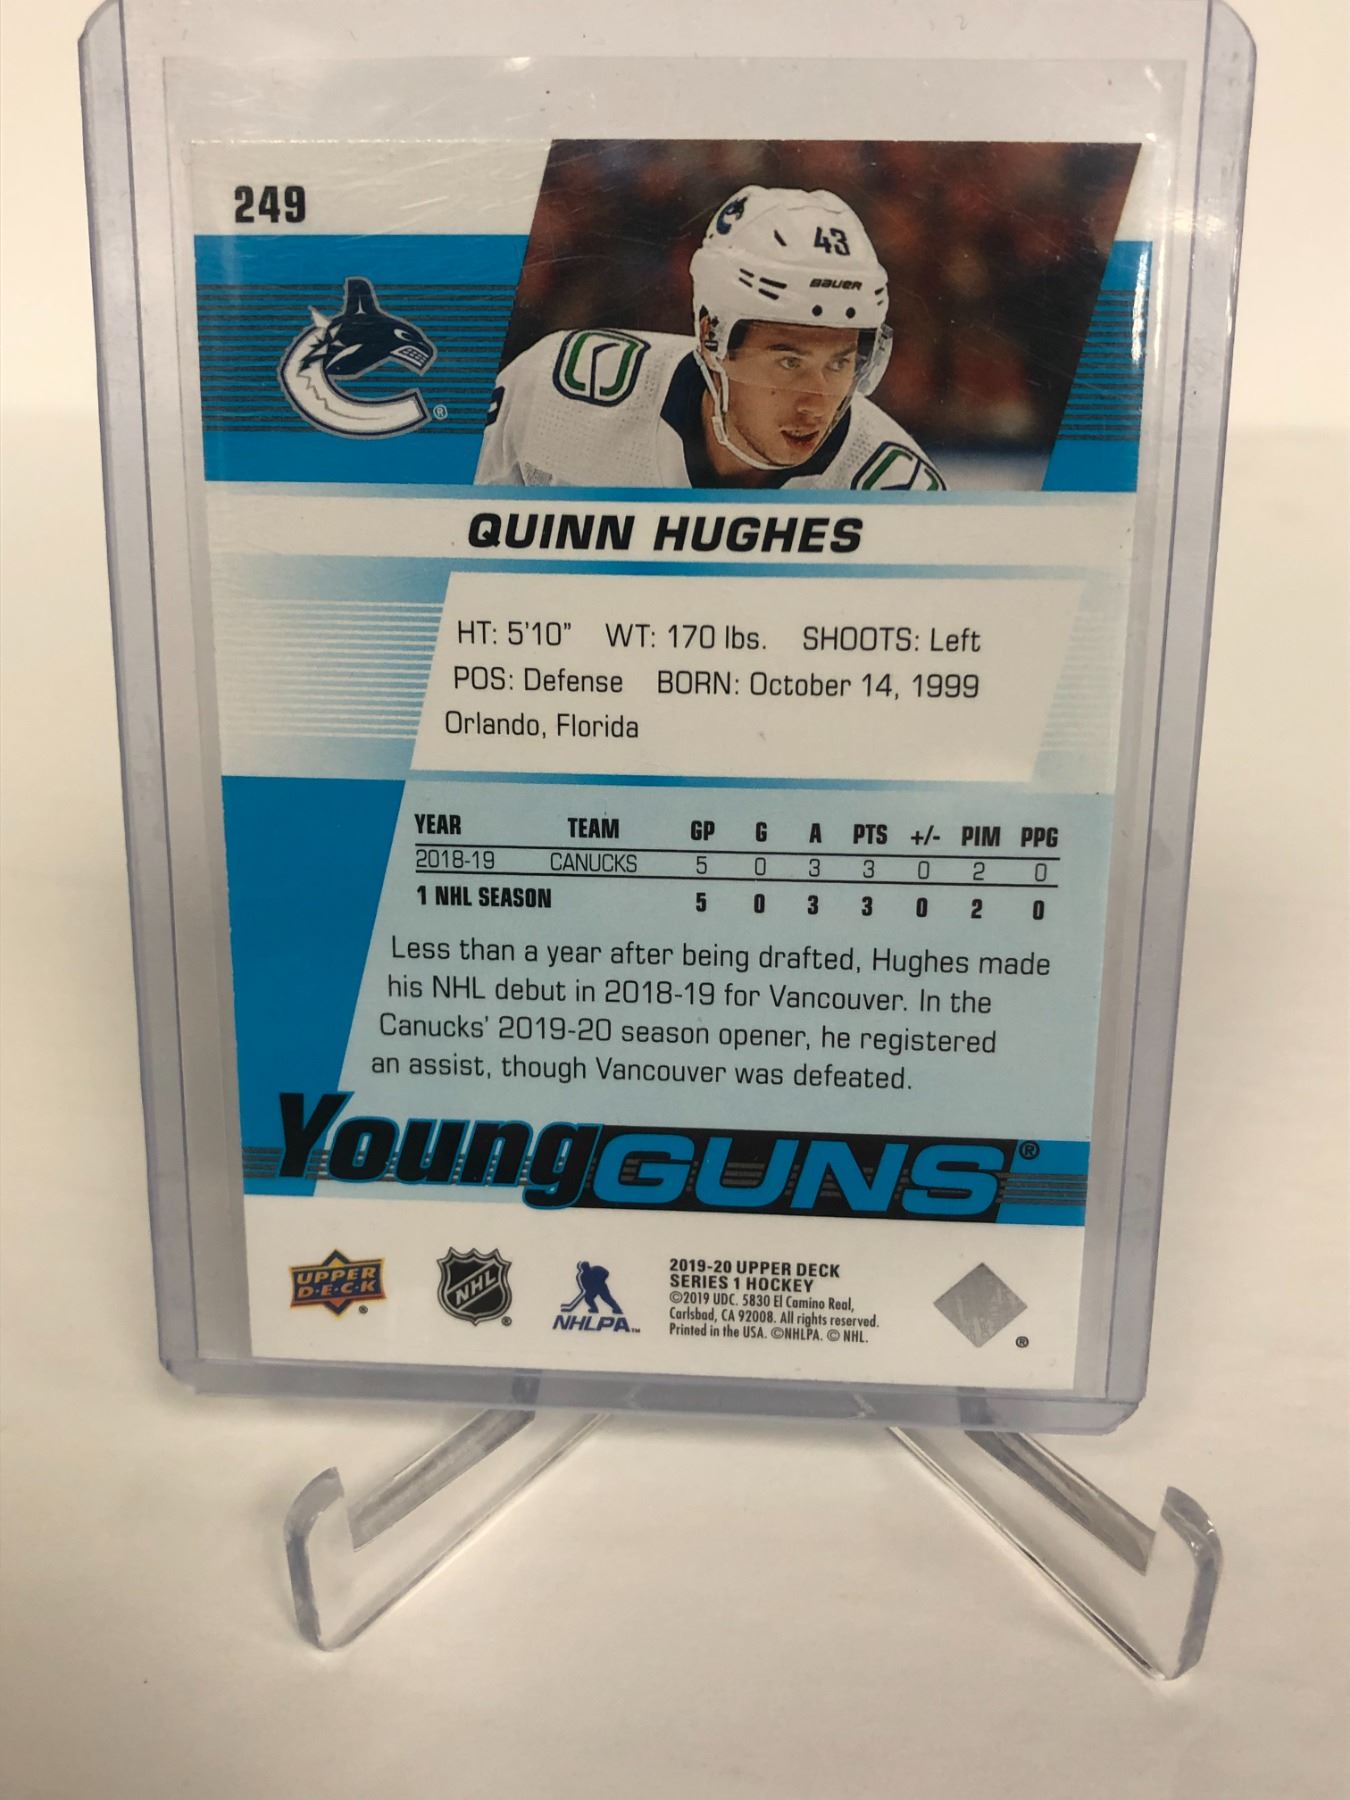 249
43
BAUER
®
QUINN HUGHES
HT: 5'10" WT: 170 lbs. SHOOTS: Left
POS: Defense BORN: October 14, 1999
Orlando, Florida
YEAR TEAM GP G A PTS +/- PIM PPG
2018-19 CANUCKS 5 0 3 3 0 2 0
1 NHL SEASON 5 0 3 3 0 2 0
Less than a year after being drafted, Hughes made
his NHL debut in 2018-19 for Vancouver. In the
Canucks' 2019-20 season opener, he registered
an assist, though Vancouver was defeated.
Young GUNS®
UPPER
D·E·C·K
®
NHL
®
NHLPA™
2019-20 UPPER DECK
SERIES 1 HOCKEY
©2019 UDC. 5830 El Camino Real,
Carlsbad, CA 92008. All rights reserved.
Printed in the USA. ©NHLPA. © NHL.
®